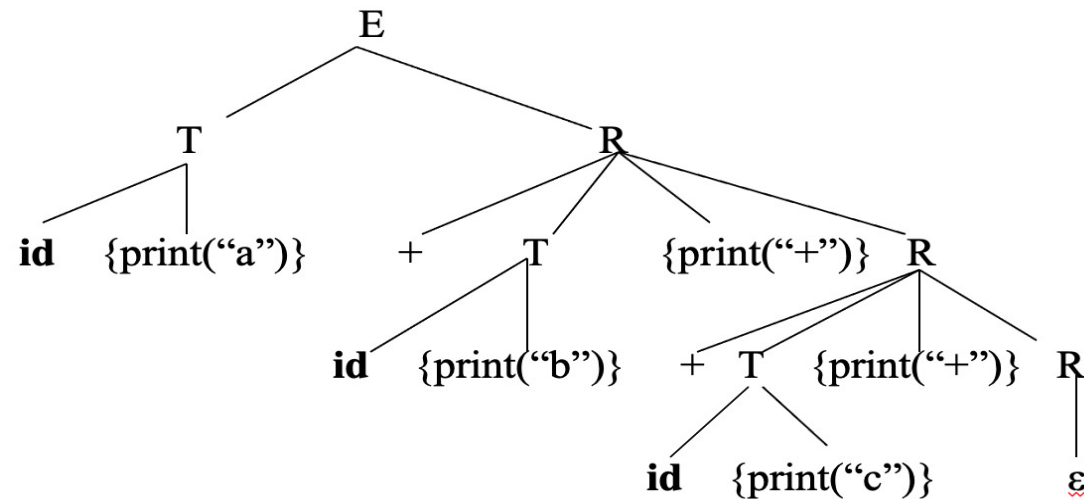 E
T R
id {print(“a”)} + T {print(“+”)} R
id {print(“b”)} + T {print(“+”)} R
id {print(“c”)} ε